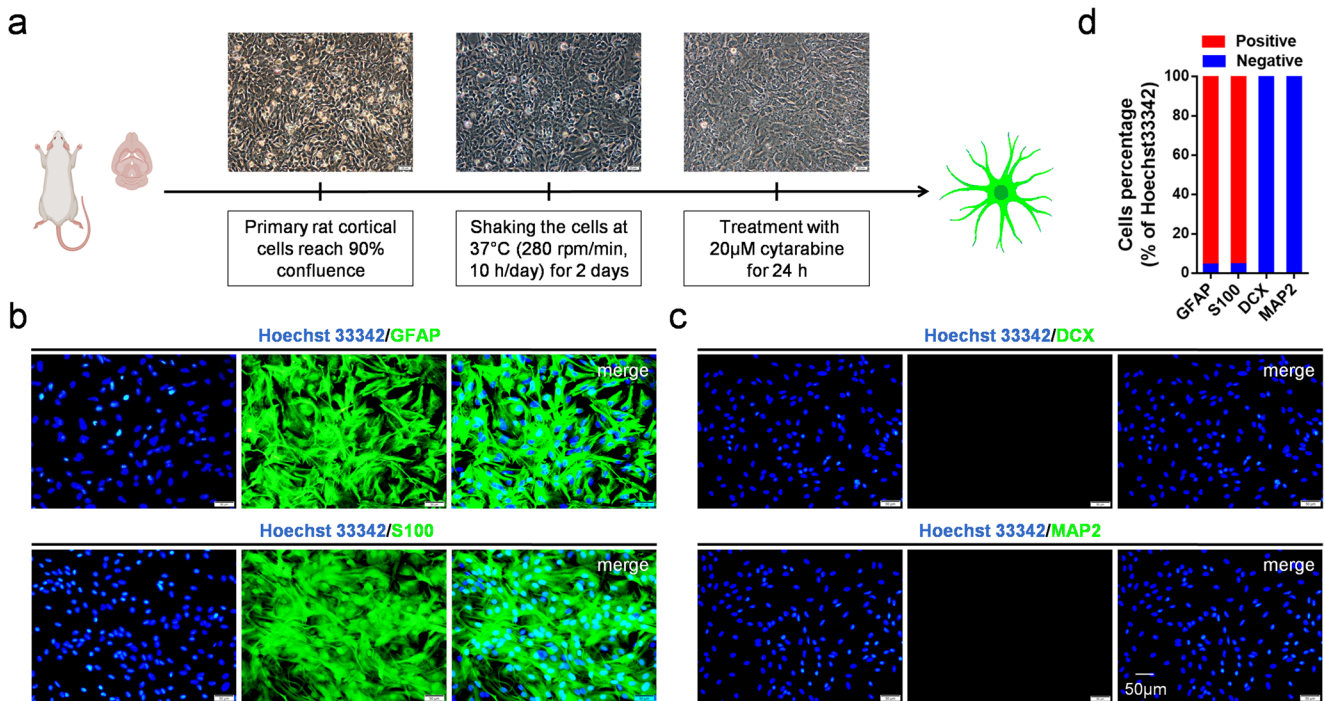 a
Primary rat cortical
cells reach 90%
confluence
Shaking the cells at
37°C (280 rpm/min,
10 h/day) for 2 days
Treatment with
20µM cytarabine
for 24 h
d
Positive
Negative
Cells percentage
(% of Hoechst33342)
100
80
60
40
20
0
GFAP
S100
DCX
MAP2
b
Hoechst 33342/GFAP
merge
Hoechst 33342/S100
merge
c
Hoechst 33342/DCX
merge
Hoechst 33342/MAP2
merge
50µm